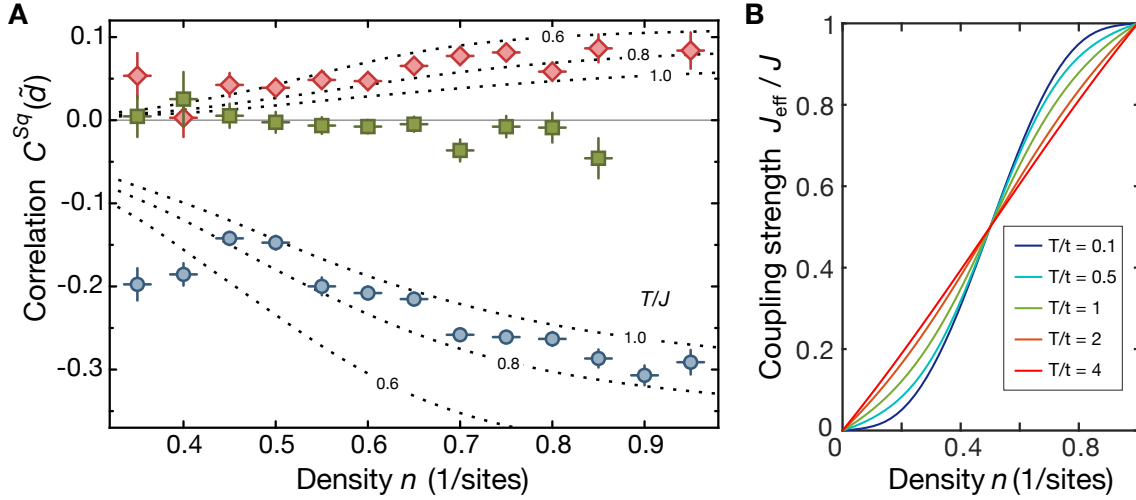 A
Correlation C^Sq(d̃)
0.1
0.0
-0.1
-0.2
-0.3
0.6
0.8
1.0
T/J
1.0
0.8
0.6
0.4
0.5
0.6
0.7
0.8
0.9
Density n (1/sites)
B
Coupling strength J_eff / J
1
0.8
0.6
0.4
0.2
0
T/t = 0.1
T/t = 0.5
T/t = 1
T/t = 2
T/t = 4
0
0.4
0.8
Density n (1/sites)